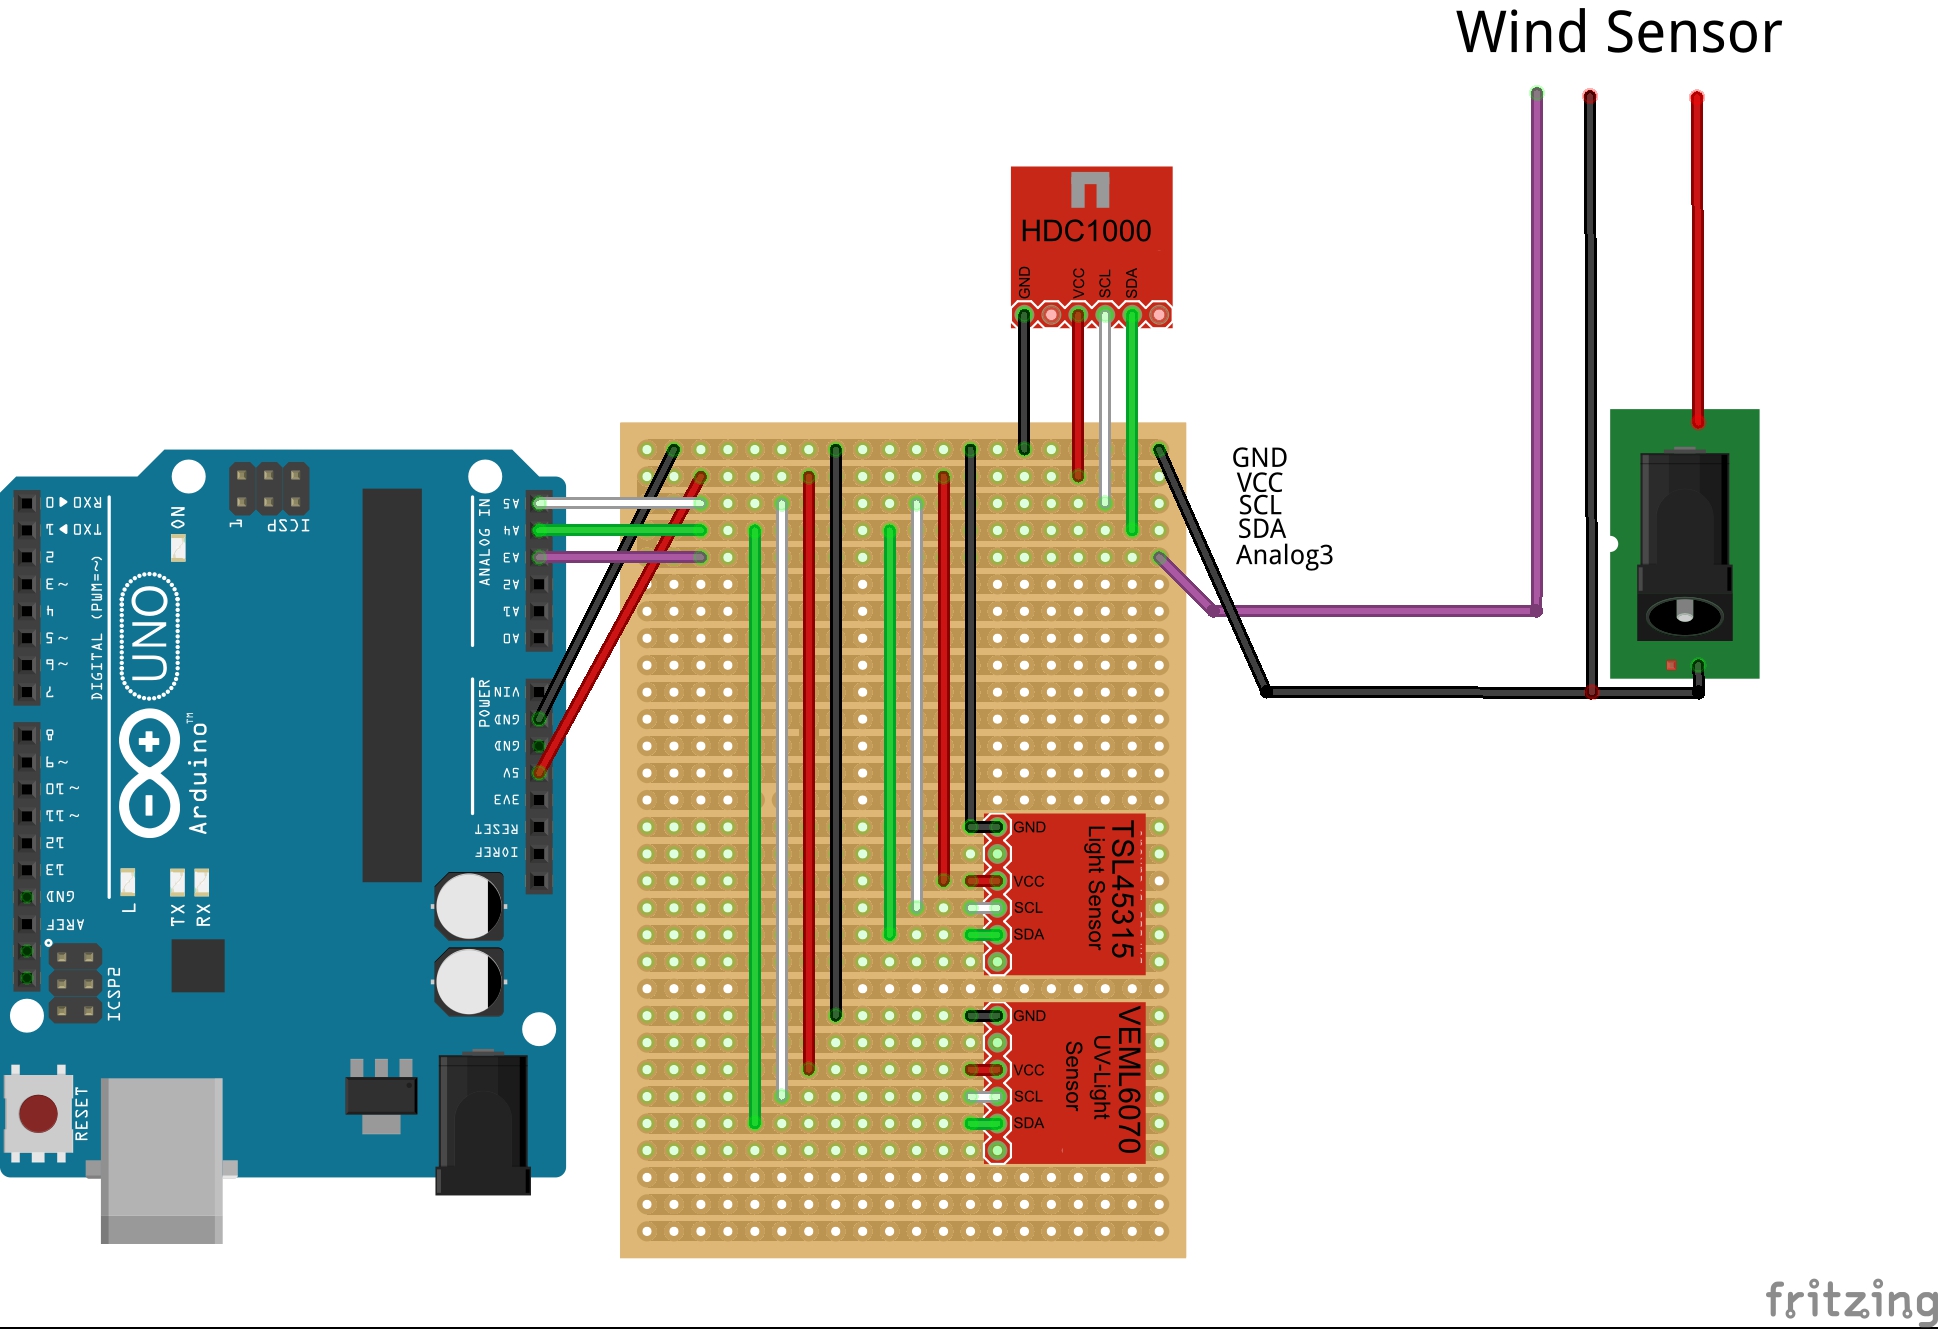 Wind Sensor
HDC1000
GND
VCC
SCL
SDA
GND
VCC
SCL
SDA
Analog3
RXD ◀ 0
TXD ▶ 1
2
~ 3
4
~ 5
~ 6
7
8
~ 9
~ 10
~ 11
12
13
GND
AREF
DIGITAL (PWM=~)
ON
1
ICSP
UNO
Arduino™
L
TX
RX
ICSP2
RESET
ANALOG IN
A5
A4
A3
A2
A1
A0
POWER
VIN
GND
GND
5V
3V3
RESET
IOREF
GND
VCC
SCL
SDA
TSL45315
Light Sensor
GND
VCC
SCL
SDA
VEML6070
UV-Light
Sensor
fritzing